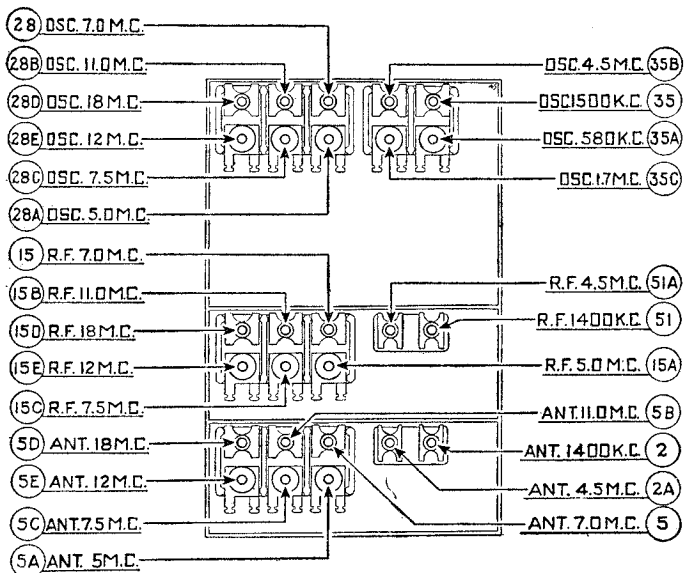 28 OSC. 7.0 M.C.
28B OSC. 11.0 M.C.
28D OSC. 18 M.C.
28E OSC. 12 M.C.
28C OSC. 7.5 M.C.
28A OSC. 5.0 M.C.
15 R.F. 7.0 M.C.
15B R.F. 11.0 M.C.
15D R.F. 18 M.C.
15E R.F. 12 M.C.
15C R.F. 7.5 M.C.
5D ANT. 18 M.C.
5E ANT. 12 M.C.
5C ANT. 7.5 M.C.
5A ANT. 5 M.C.
OSC. 4.5 M.C. 35B
OSC 1500 K.C. 35
OSC. 580 K.C. 35A
OSC. 1.7 M.C. 35C
R.F. 4.5 M.C. 51A
R.F. 1400 K.C. 51
R.F. 5.0 M.C. 15A
ANT. 11.0 M.C. 5B
ANT. 1400 K.C. 2
ANT. 4.5 M.C. 2A
ANT. 7.0 M.C. 5